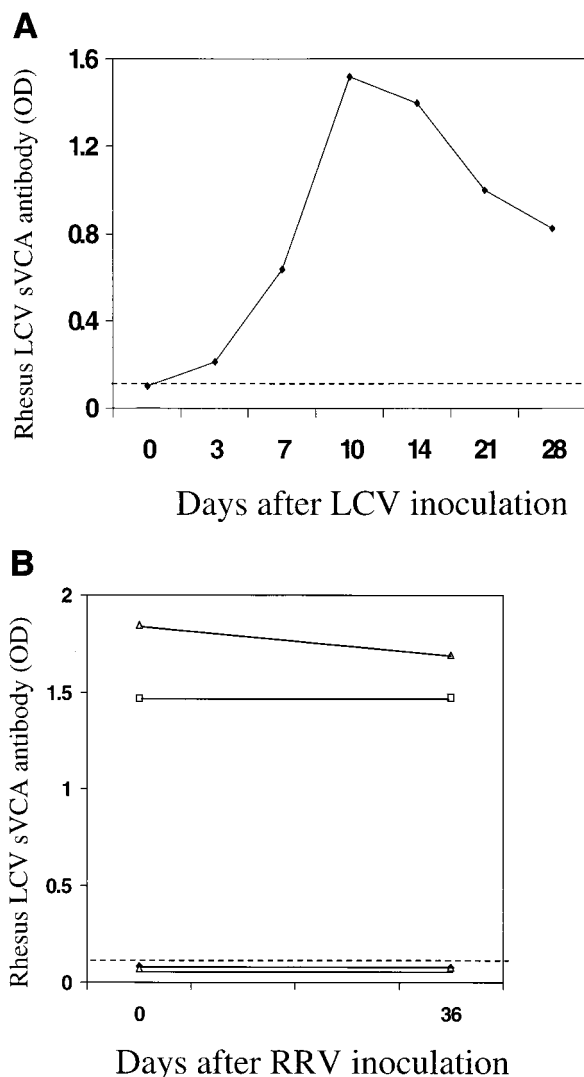 A
Rhesus LCV sVCA antibody (OD)
1.6
1.2
0.8
0.4
0
0 3 7 10 14 21 28
Days after LCV inoculation
B
Rhesus LCV sVCA antibody (OD)
2
1.5
1
0.5
0
0 36
Days after RRV inoculation